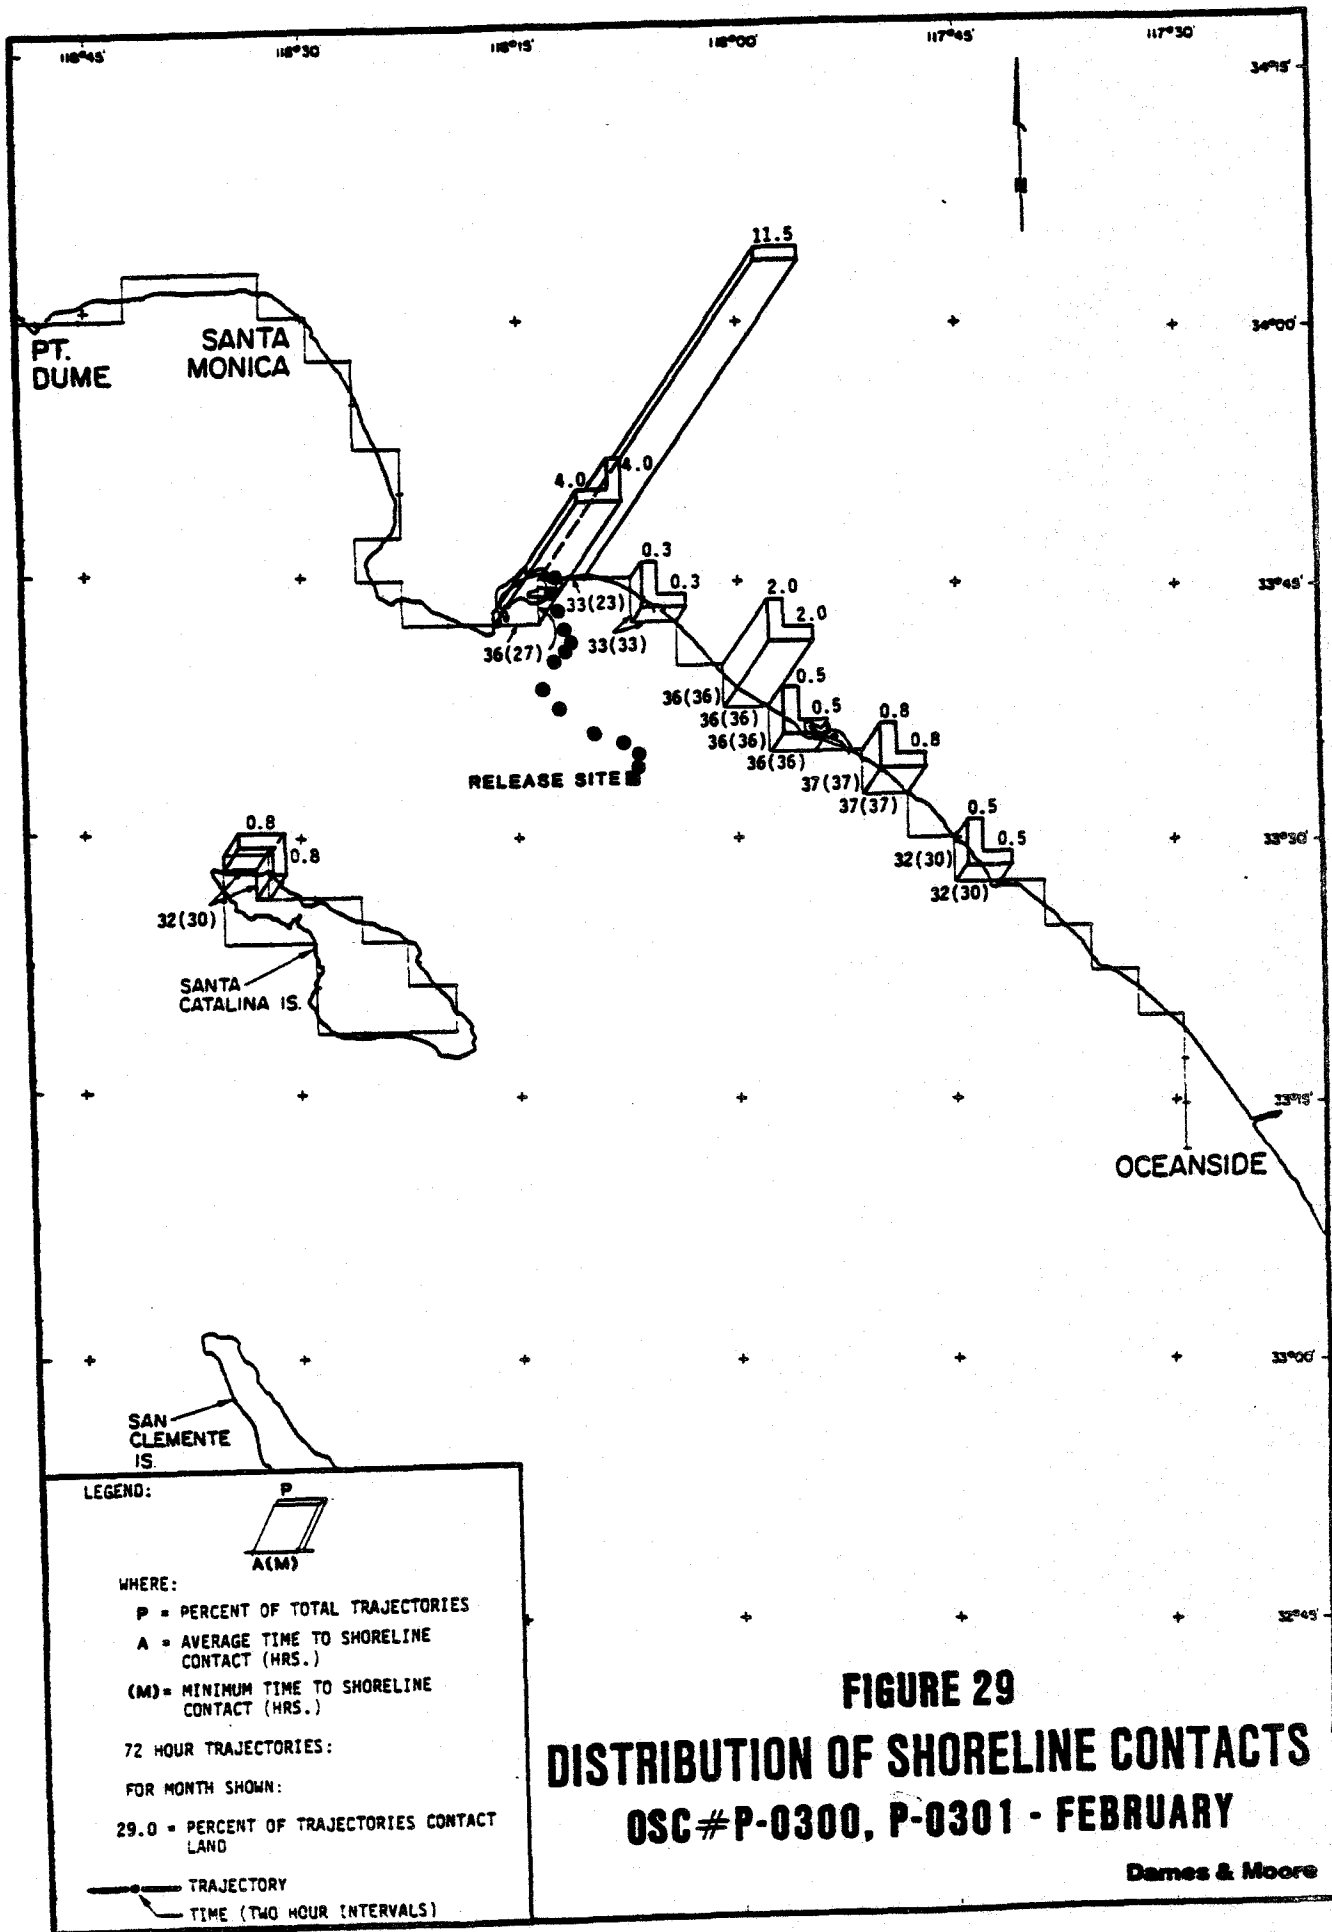 118°45' 118°30' 118°15' 118°00' 117°45' 117°30'
34°15'
11.5
34°00'
PT.
DUME
SANTA
MONICA
4.0 4.0
0.3
0.3
33°45'
33(23)
2.0
2.0
36(27) 33(33)
0.5
0.5
36(36)
36(36)
36(36)
36(36)
0.8
0.8
RELEASE SITE
37(37)
37(37)
0.8
0.8
0.5
0.5
33°30'
32(30)
32(30)
32(30)
SANTA
CATALINA IS.
33°15'
OCEANSIDE
33°00'
SAN
CLEMENTE
IS.
LEGEND:
P
A(M)
WHERE:
P = PERCENT OF TOTAL TRAJECTORIES
A = AVERAGE TIME TO SHORELINE
CONTACT (HRS.)
(M)= MINIMUM TIME TO SHORELINE
CONTACT (HRS.)
72 HOUR TRAJECTORIES:
FOR MONTH SHOWN:
29.0 = PERCENT OF TRAJECTORIES CONTACT
LAND
TRAJECTORY
TIME (TWO HOUR INTERVALS)
32°45'
FIGURE 29
DISTRIBUTION OF SHORELINE CONTACTS
OSC#P-0300, P-0301 - FEBRUARY
Dames & Moore